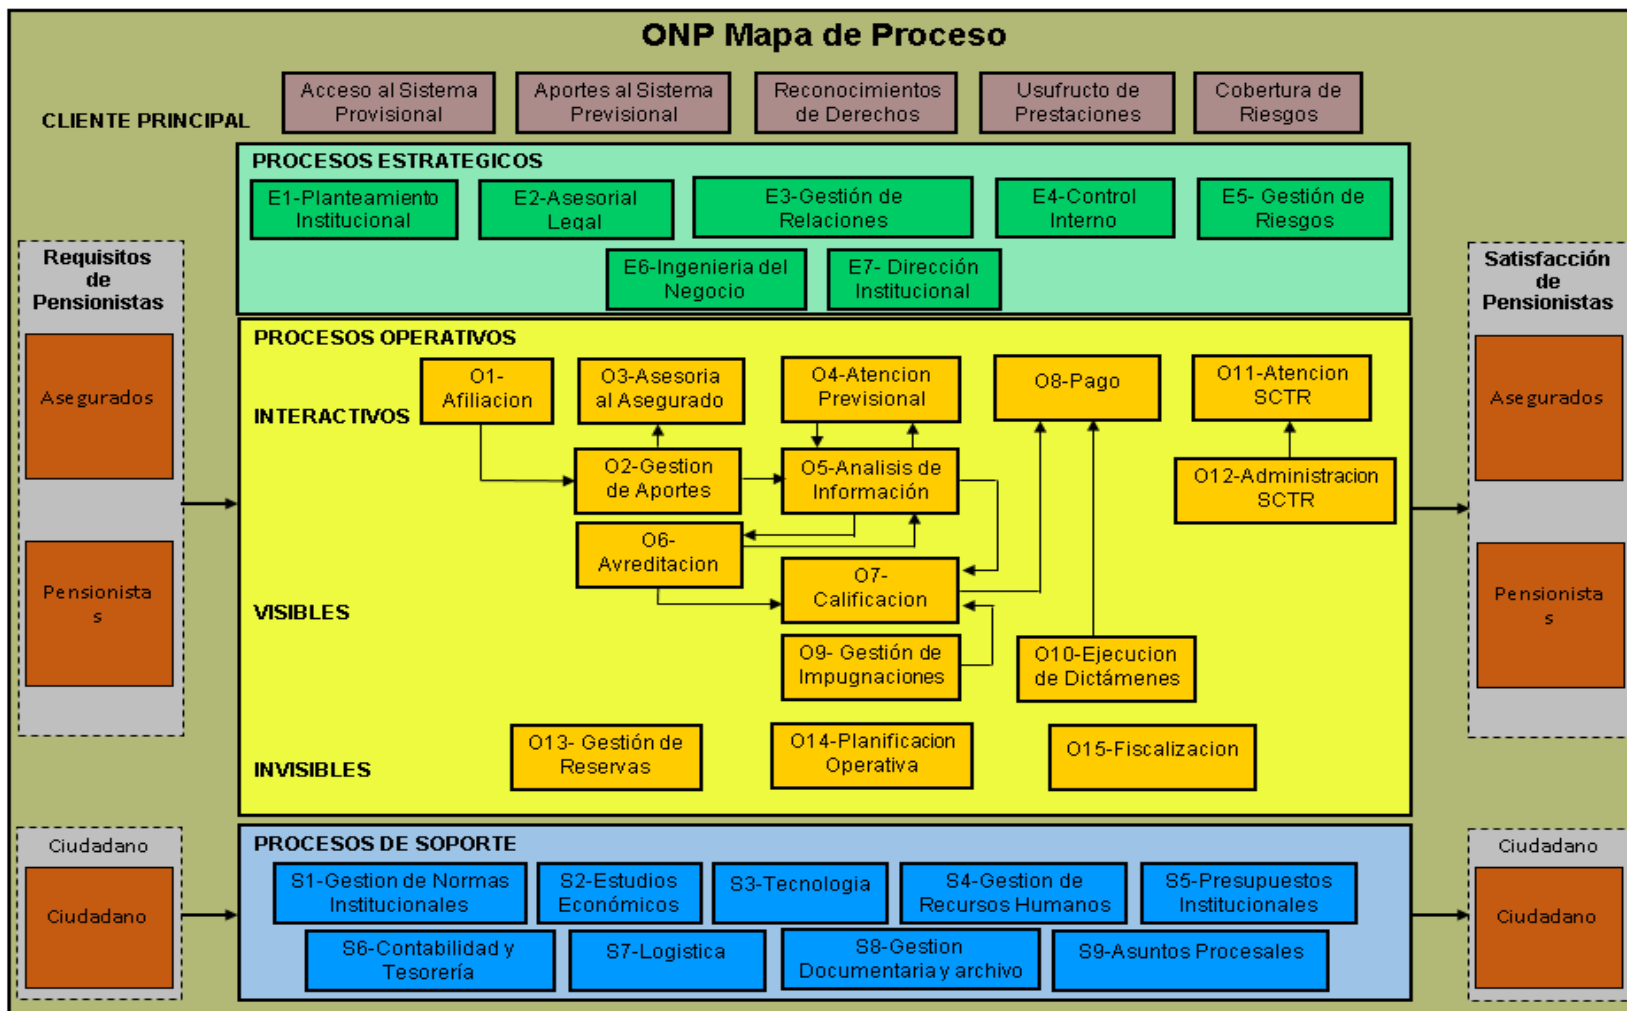 ONP Mapa de Proceso
CLIENTE PRINCIPAL
Acceso al Sistema
Provisional
Aportes al Sistema
Previsional
Reconocimientos
de Derechos
Usufructo de
Prestaciones
Cobertura de
Riesgos
PROCESOS ESTRATEGICOS
E1-Planteamiento
Institucional
E2-Asesorial
Legal
E3-Gestión de
Relaciones
E4-Control
Interno
E5- Gestión de
Riesgos
E6-Ingenieria del
Negocio
E7- Dirección
Institucional
Requisitos
de
Pensionistas
Asegurados
Pensionista
s
PROCESOS OPERATIVOS
INTERACTIVOS
O1-
Afiliacion
O3-Asesoria
al Asegurado
O4-Atencion
Previsional
O8-Pago
O11-Atencion
SCTR
O2-Gestion
de Aportes
O5-Analisis de
Información
O12-Administracion
SCTR
O6-
Avreditacion
O7-
Calificacion
VISIBLES
O9- Gestión de
Impugnaciones
O10-Ejecucion
de Dictámenes
INVISIBLES
O13- Gestión de
Reservas
O14-Planificacion
Operativa
O15-Fiscalizacion
Satisfacción
de
Pensionistas
Asegurados
Pensionista
s
Ciudadano
Ciudadano
PROCESOS DE SOPORTE
S1-Gestion de Normas
Institucionales
S2-Estudios
Económicos
S3-Tecnologia
S4-Gestion de
Recursos Humanos
S5-Presupuestos
Institucionales
S6-Contabilidad y
Tesorería
S7-Logistica
S8-Gestion
Documentaria y archivo
S9-Asuntos Procesales
Ciudadano
Ciudadano